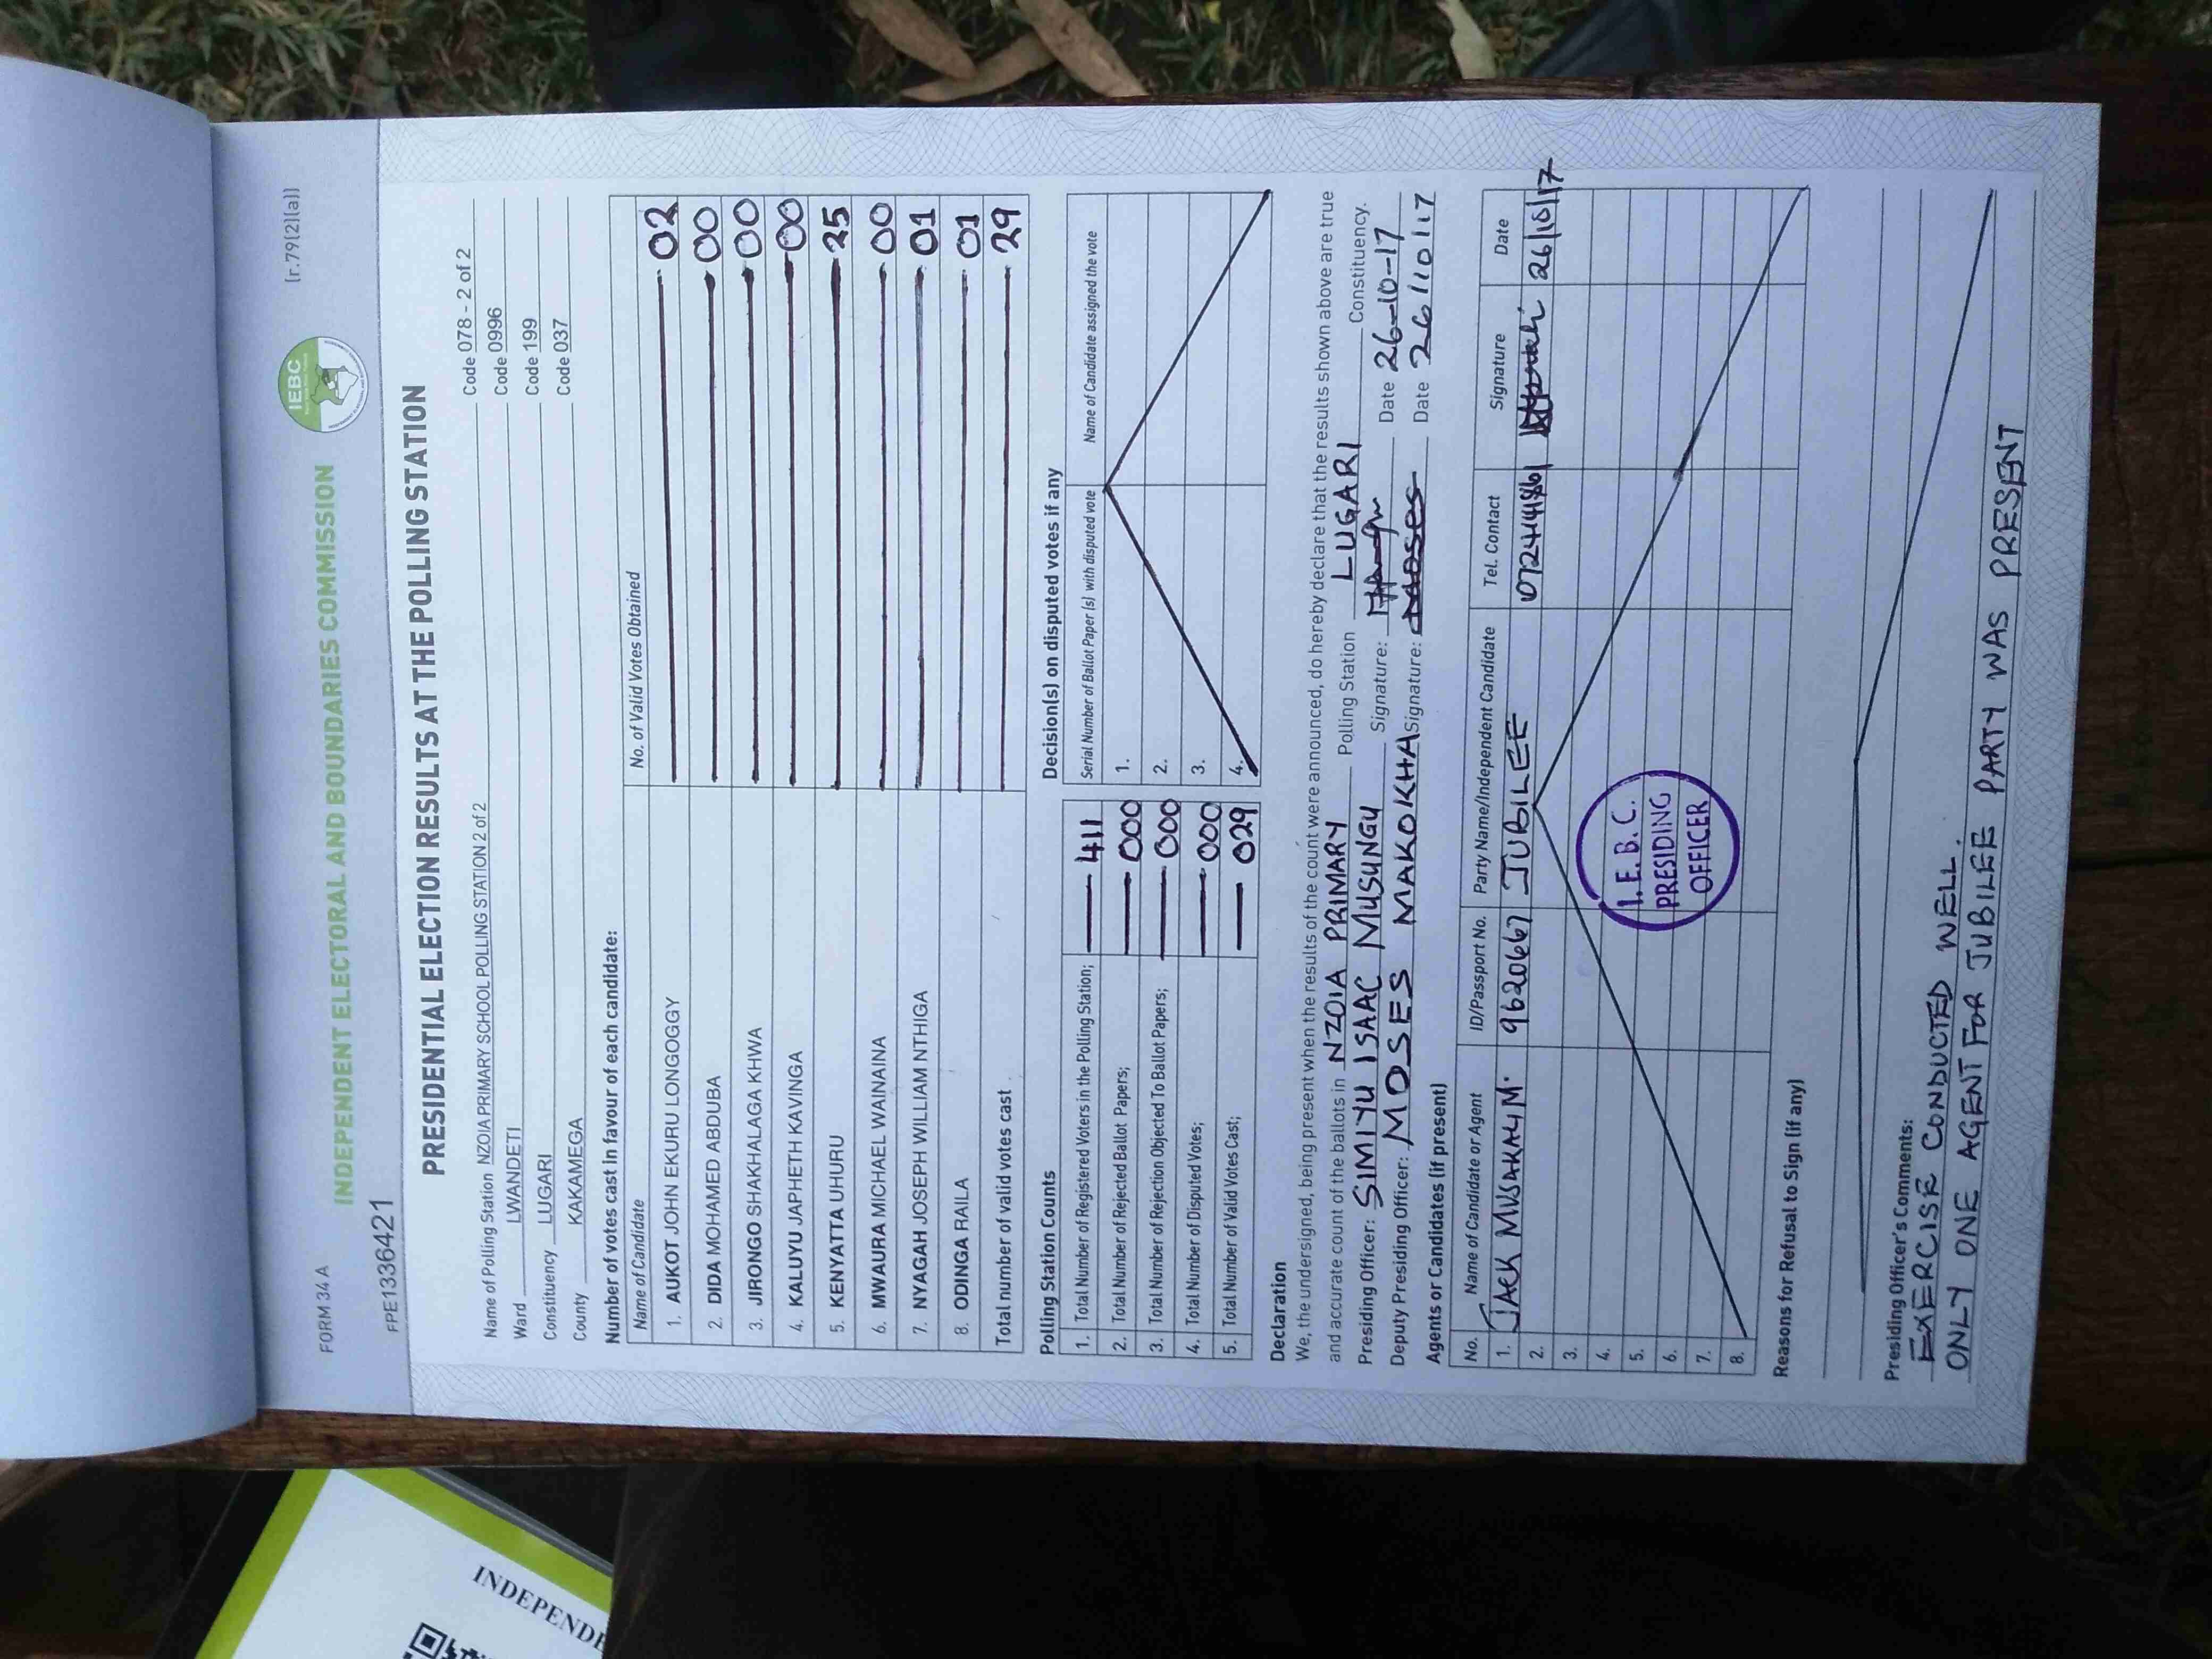 FORM 34 A
(r.79(2)(a))
IEBC
INDEPENDENT ELECTORAL AND BOUNDARIES COMMISSION
FPE1336421
PRESIDENTIAL ELECTION RESULTS AT THE POLLING STATION
Name of Polling Station NZOIA PRIMARY SCHOOL POLLING STATION 2 of 2 Code 078 - 2 of 2
Ward LWANDETI Code 0996
Constituency LUGARI Code 199
County KAKAMEGA Code 037
Number of votes cast in favour of each candidate:
Name of Candidate No. of Valid Votes Obtained
1. AUKOT JOHN EKURU LONGOGGY 02
2. DIDA MOHAMED ABDUBA 00
3. JIRONGO SHAKHALAGA KHWA 00
4. KALUYU JAPHETH KAVINGA 00
5. KENYATTA UHURU 25
6. MWAURA MICHAEL WAINAINA 00
7. NYAGAH JOSEPH WILLIAM NTHIGA 01
8. ODINGA RAILA 01
Total number of valid votes cast 29
Polling Station Counts
1. Total Number of Registered Voters in the Polling Station; 411
2. Total Number of Rejected Ballot Papers; 000
3. Total Number of Rejection Objected To Ballot Papers; 000
4. Total Number of Disputed Votes; 000
5. Total Number of Valid Votes Cast; 029
Decision(s) on disputed votes if any
Serial Number of Ballot Paper (s) with disputed vote Name of Candidate assigned the vote
1.
2.
3.
4.
Declaration
We, the undersigned, being present when the results of the count were announced, do hereby declare that the results shown above are true
and accurate count of the ballots in NZOIA PRIMARY Polling Station LUGARI Constituency.
Presiding Officer: SIMIYU ISAAC MUSUNGU Signature: Date 26-10-17
Deputy Presiding Officer: MOSES MAKOKHA Signature: Moses Date 26/10/17
Agents or Candidates (if present)
No. Name of Candidate or Agent ID/Passport No. Party Name/Independent Candidate Tel. Contact Signature Date
1. JACK MUSAKALI M. 9620667 JUBILEE 26/10/17
2.
3.
4.
5.
6.
7.
8.
I.E.B.C.
PRESIDING
OFFICER
Reasons for Refusal to Sign (if any)
Presiding Officer's Comments:
EXERCISE CONDUCTED WELL.
ONLY ONE AGENT FOR JUBILEE PARTY WAS PRESENT
INDEPENDE